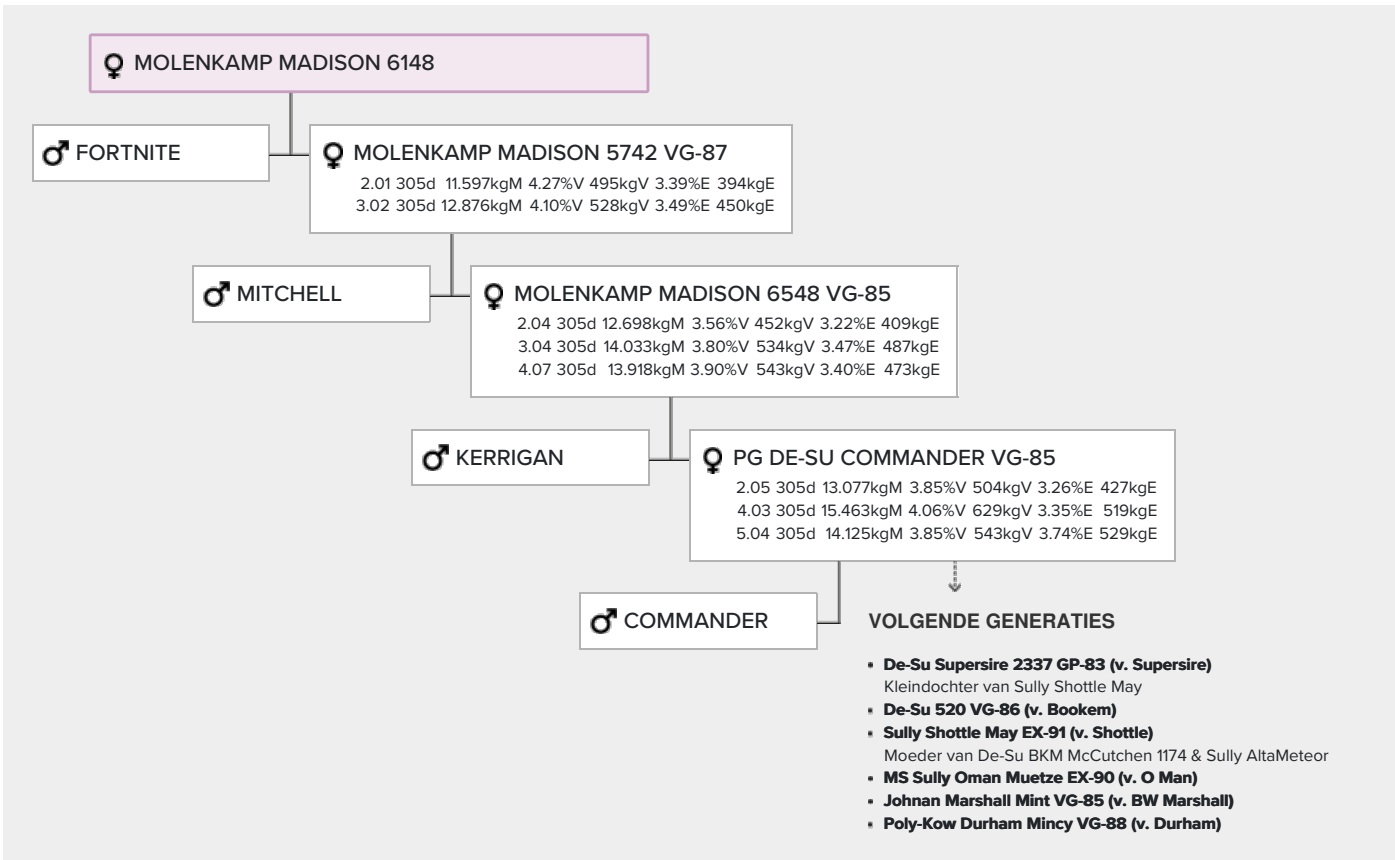 ♀ MOLENKAMP MADISON 6148
♂ FORTNITE
♀ MOLENKAMP MADISON 5742 VG-87
2.01 305d 11.597kgM 4.27%V 495kgV 3.39%E 394kgE
3.02 305d 12.876kgM 4.10%V 528kgV 3.49%E 450kgE
♂ MITCHELL
♀ MOLENKAMP MADISON 6548 VG-85
2.04 305d 12.698kgM 3.56%V 452kgV 3.22%E 409kgE
3.04 305d 14.033kgM 3.80%V 534kgV 3.47%E 487kgE
4.07 305d 13.918kgM 3.90%V 543kgV 3.40%E 473kgE
♂ KERRIGAN
♀ PG DE-SU COMMANDER VG-85
2.05 305d 13.077kgM 3.85%V 504kgV 3.26%E 427kgE
4.03 305d 15.463kgM 4.06%V 629kgV 3.35%E 519kgE
5.04 305d 14.125kgM 3.85%V 543kgV 3.74%E 529kgE
♂ COMMANDER
VOLGENDE GENERATIES
• De-Su Supersire 2337 GP-83 (v. Supersire)
Kleindochter van Sully Shottle May
• De-Su 520 VG-86 (v. Bookem)
• Sully Shottle May EX-91 (v. Shottle)
Moeder van De-Su BKM McCutchen 1174 & Sully AltaMeteor
• MS Sully Oman Muetze EX-90 (v. O Man)
• Johnan Marshall Mint VG-85 (v. BW Marshall)
• Poly-Kow Durham Mincy VG-88 (v. Durham)